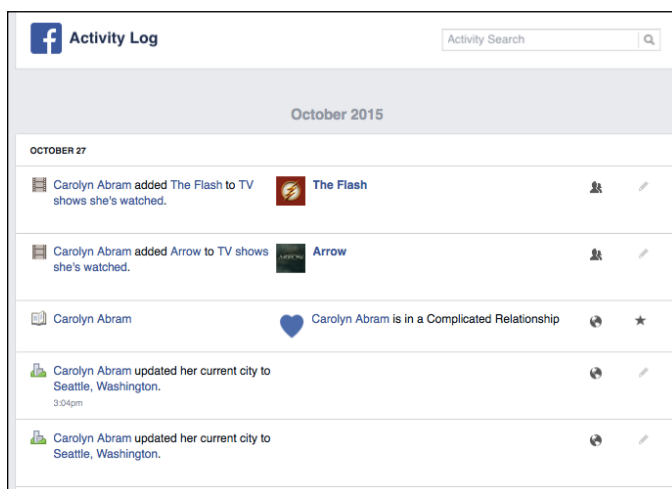 f Activity Log
Activity Search
October 2015
OCTOBER 27
Carolyn Abram added The Flash to TV
shows she's watched.
The Flash
Carolyn Abram added Arrow to TV shows
she's watched.
ARROW
Arrow
Carolyn Abram
Carolyn Abram is in a Complicated Relationship
Carolyn Abram updated her current city to
Seattle, Washington.
3:04pm
Carolyn Abram updated her current city to
Seattle, Washington.